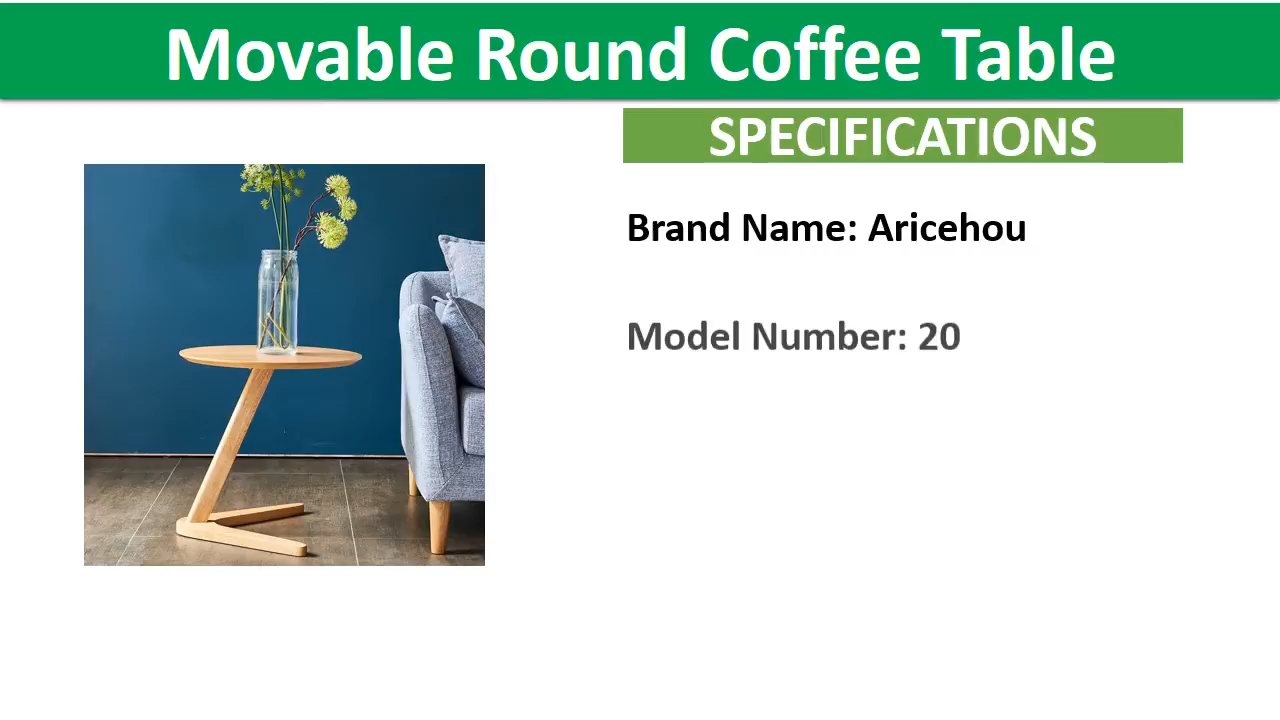 Movable Round Coffee Table
SPECIFICATIONS
Brand Name: Aricehou
Model Number: 20